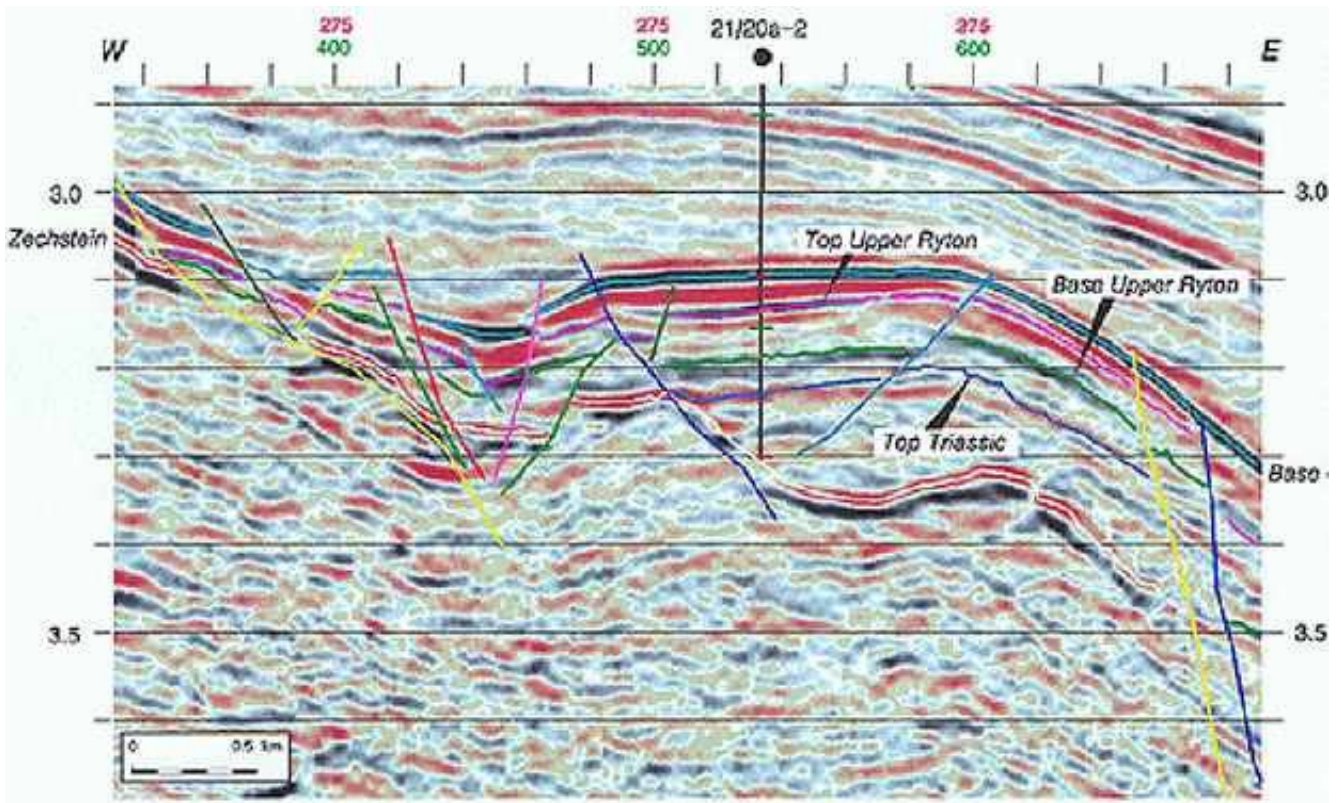 275 275 21/20a-2 275
W 400 500 600 E
3.0 3.0
Zechstein
Top Upper Ryton
Base Upper Ryton
Top Triassic
Base
3.5 3.5
0 0.5 km